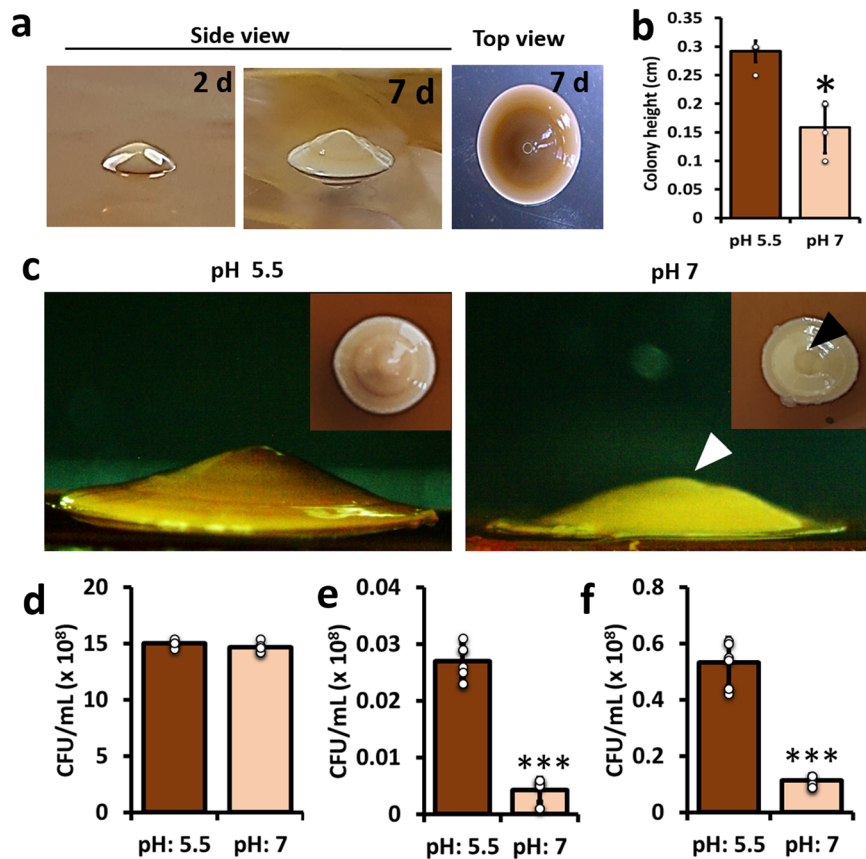 a
Side view
Top view
2 d
7 d
7 d
b
Colony height (cm)
0.3
0.25
0.2
0.15
0.1
0.05
0
*
pH 5.5
pH 7
c
pH 5.5
pH 7
d
CFU/mL (x 10⁸)
20
15
10
5
0
pH: 5.5
pH: 7
e
CFU/mL (x 10⁸)
0.04
0.03
0.02
0.01
0
***
pH: 5.5
pH: 7
f
CFU/mL (x 10⁸)
0.8
0.6
0.4
0.2
0
***
pH: 5.5
pH: 7